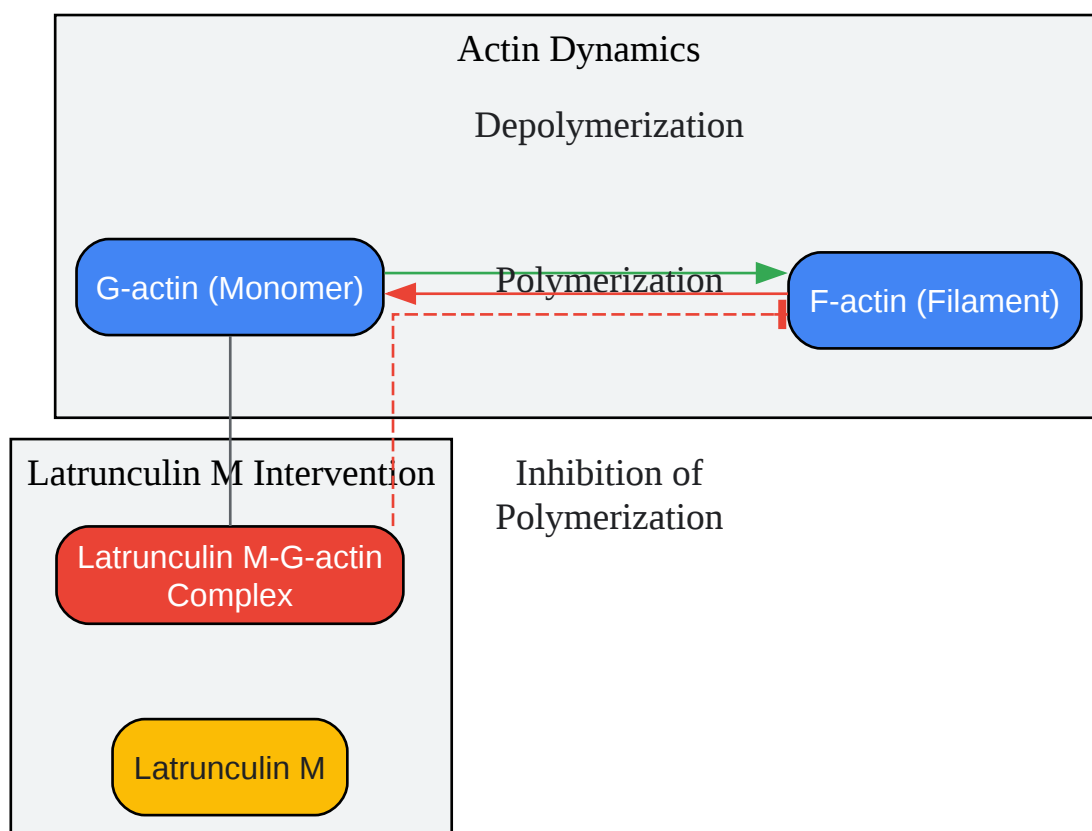 Actin Dynamics
Depolymerization
G-actin (Monomer)
Polymerization
F-actin (Filament)
Latrunculin M Intervention
Inhibition of
Polymerization
Latrunculin M-G-actin
Complex
Latrunculin M